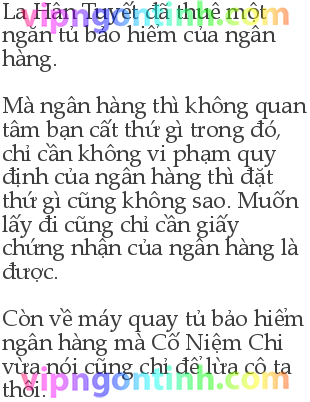 La Hân Tuyết đã thuê một
vipngontinh.com
ngăn tủ bảo hiểm của ngân
hàng.
Mà ngân hàng thì không quan
tâm bạn cất thứ gì trong đó,
chỉ cần không vi phạm quy
định của ngân hàng thì đặt
thứ gì cũng không sao. Muốn
lấy đi cũng chỉ cần giấy
chứng nhận của ngân hàng là
được.
Còn về máy quay tủ bảo hiểm
ngân hàng mà Cố Niệm Chi
vừa nói cũng chỉ để lừa cô ta
vipngontinh.com
thôi.